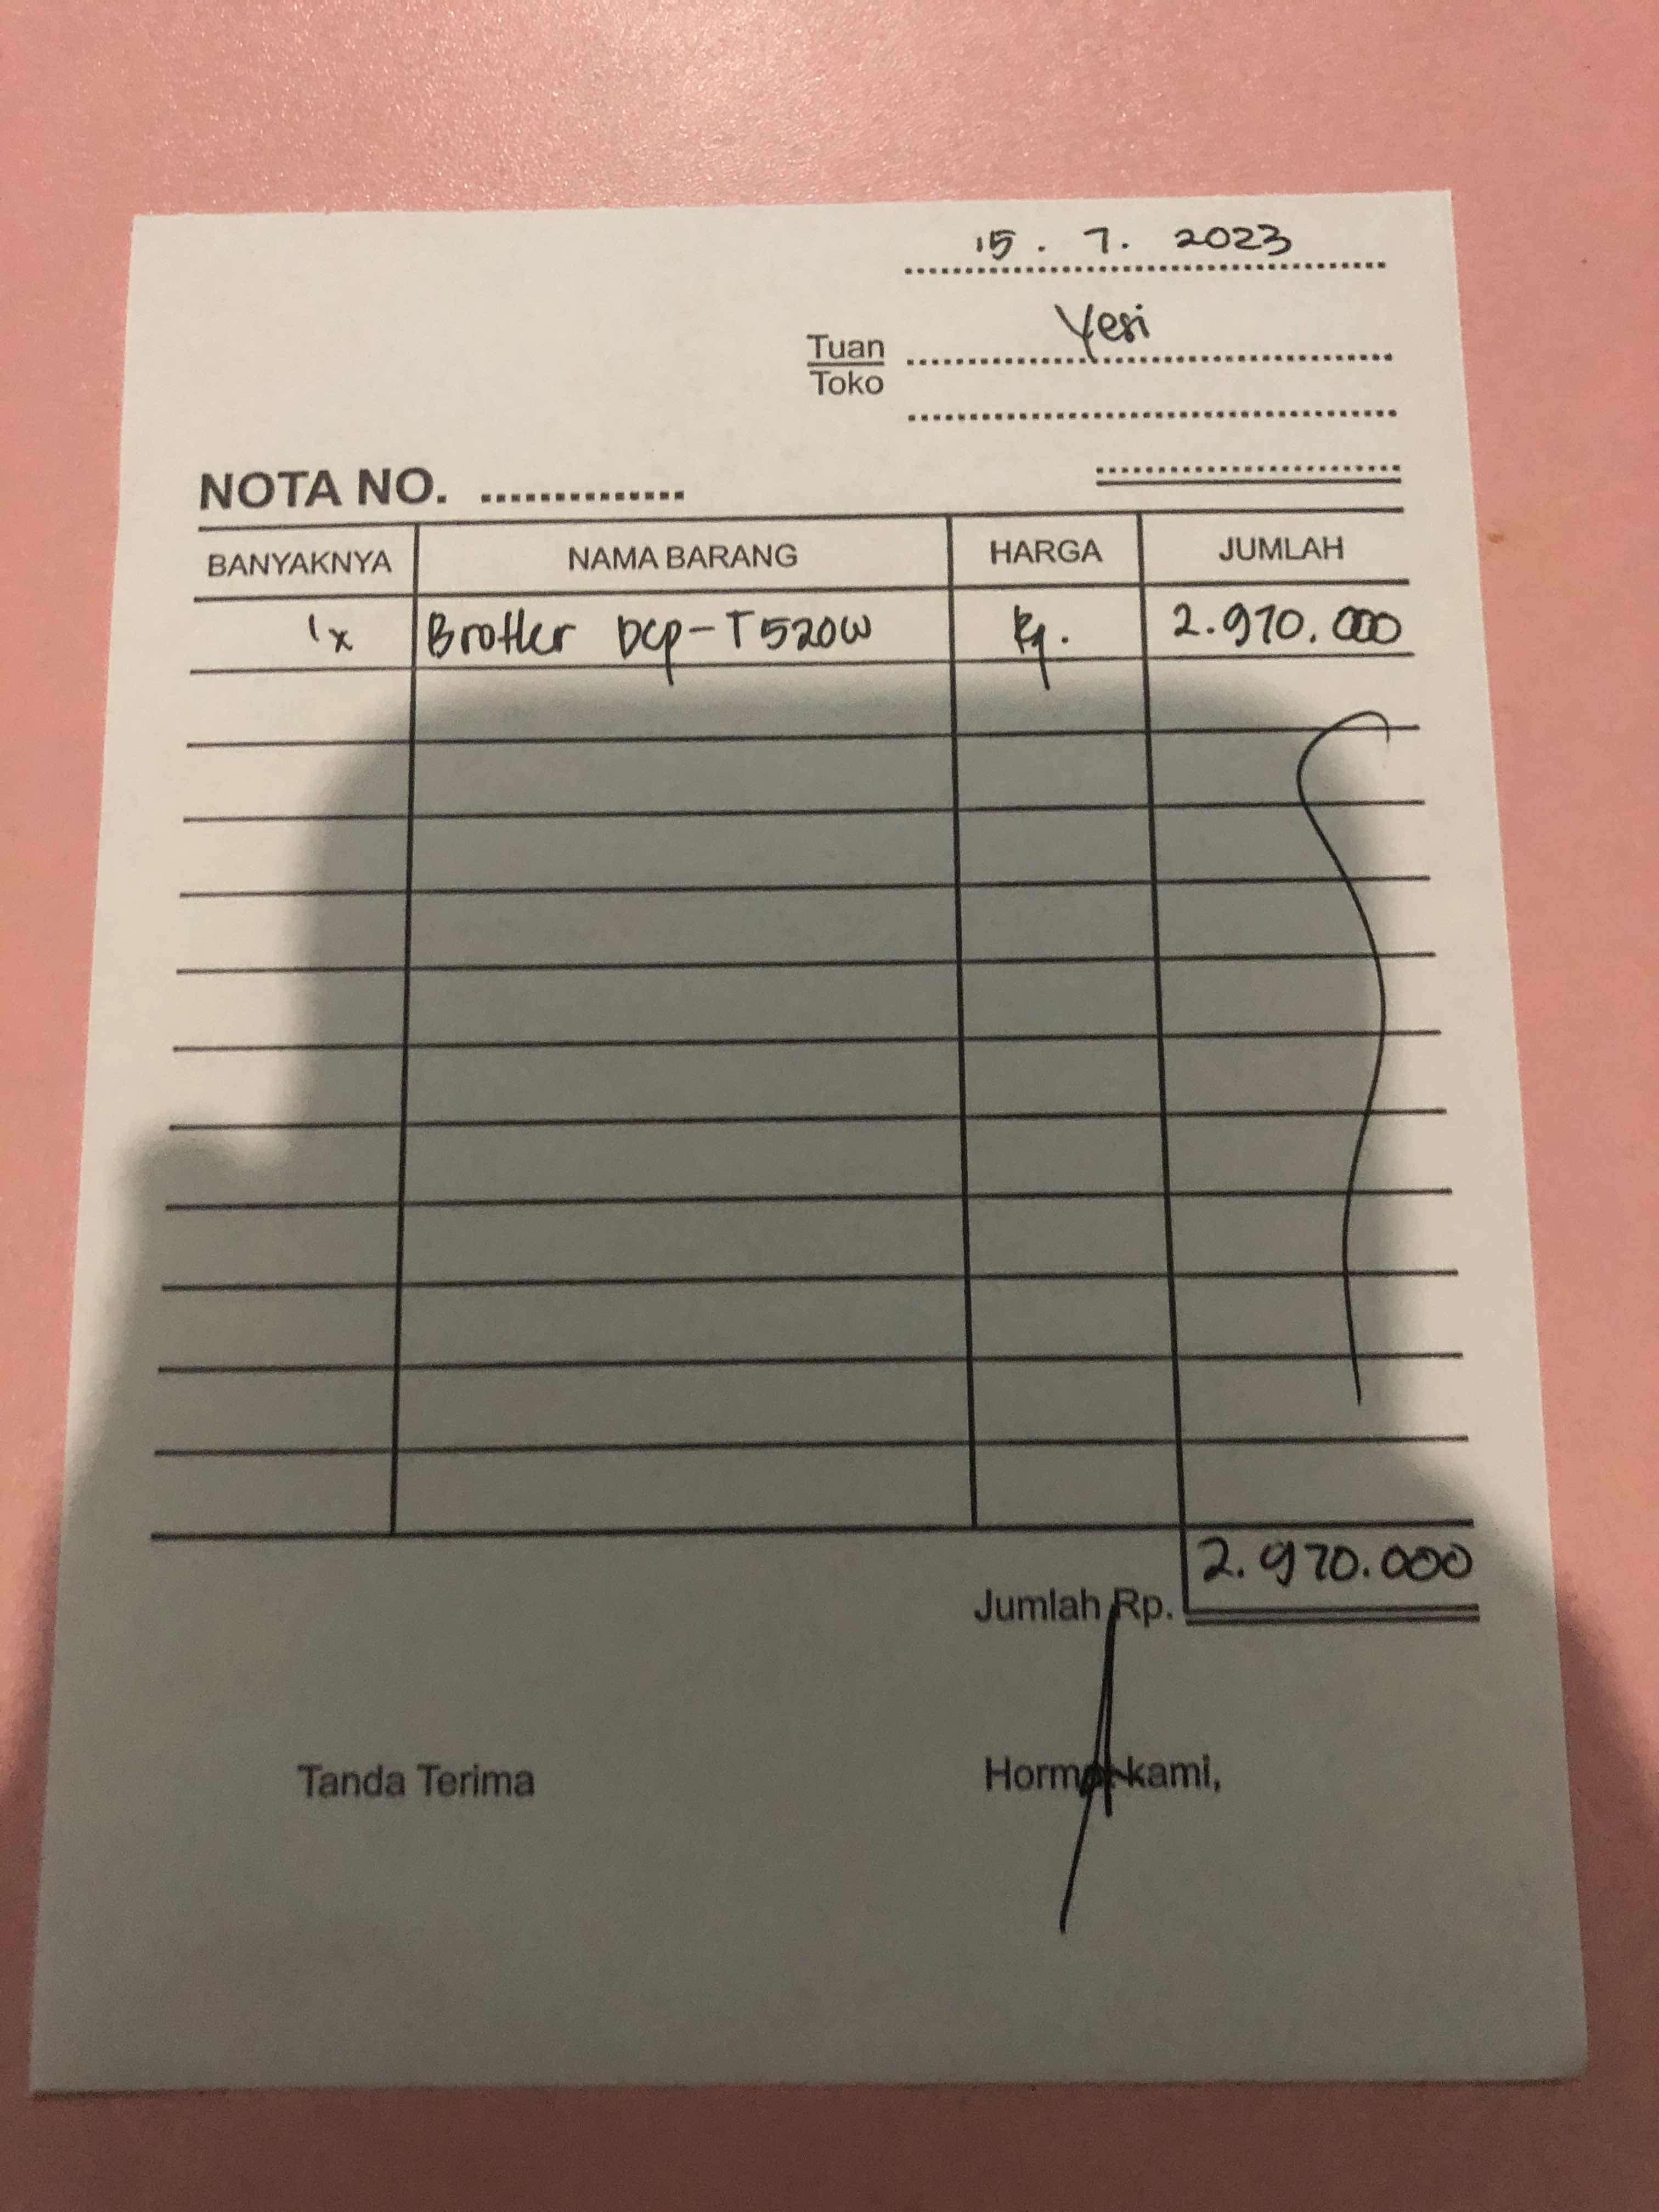 15 . 7. 2023
Tuan Yesi
Toko
NOTA NO. ..............
BANYAKNYA NAMA BARANG HARGA JUMLAH
1x Brother DCP-T520W Rp. 2.970.000
Jumlah Rp. 2.970.000
Tanda Terima Hormat kami,